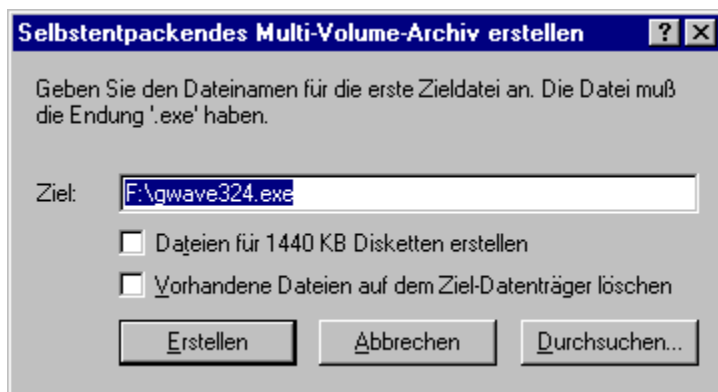 Selbstentpackendes Multi-Volume-Archiv erstellen
Geben Sie den Dateinamen für die erste Zieldatei an. Die Datei muß
die Endung '.exe' haben.
Ziel: F:\gwave324.exe
Dateien für 1440 KB Disketten erstellen
Vorhandene Dateien auf dem Ziel-Datenträger löschen
Erstellen Abbrechen Durchsuchen...